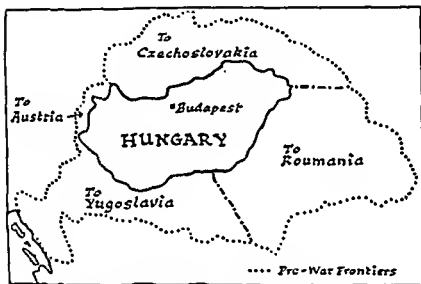 To
Czechoslovakia
To
Austria
Budapest
HUNGARY
To
Roumania
To
Yugoslavia
Pre-War Frontiers